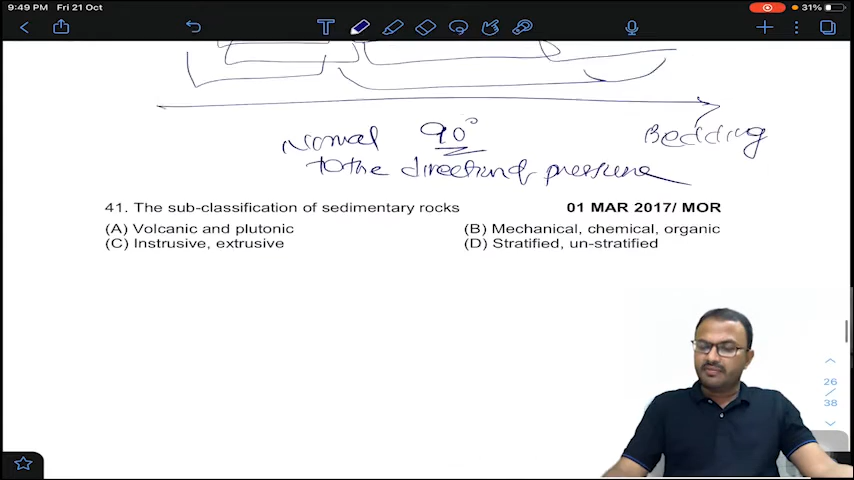 9:49 PM Fri 21 Oct
31%
Normal 90° Bedding
to the direction of pressure
41. The sub-classification of sedimentary rocks 01 MAR 2017/ MOR
(A) Volcanic and plutonic (B) Mechanical, chemical, organic
(C) Instrusive, extrusive (D) Stratified, un-stratified
26
38